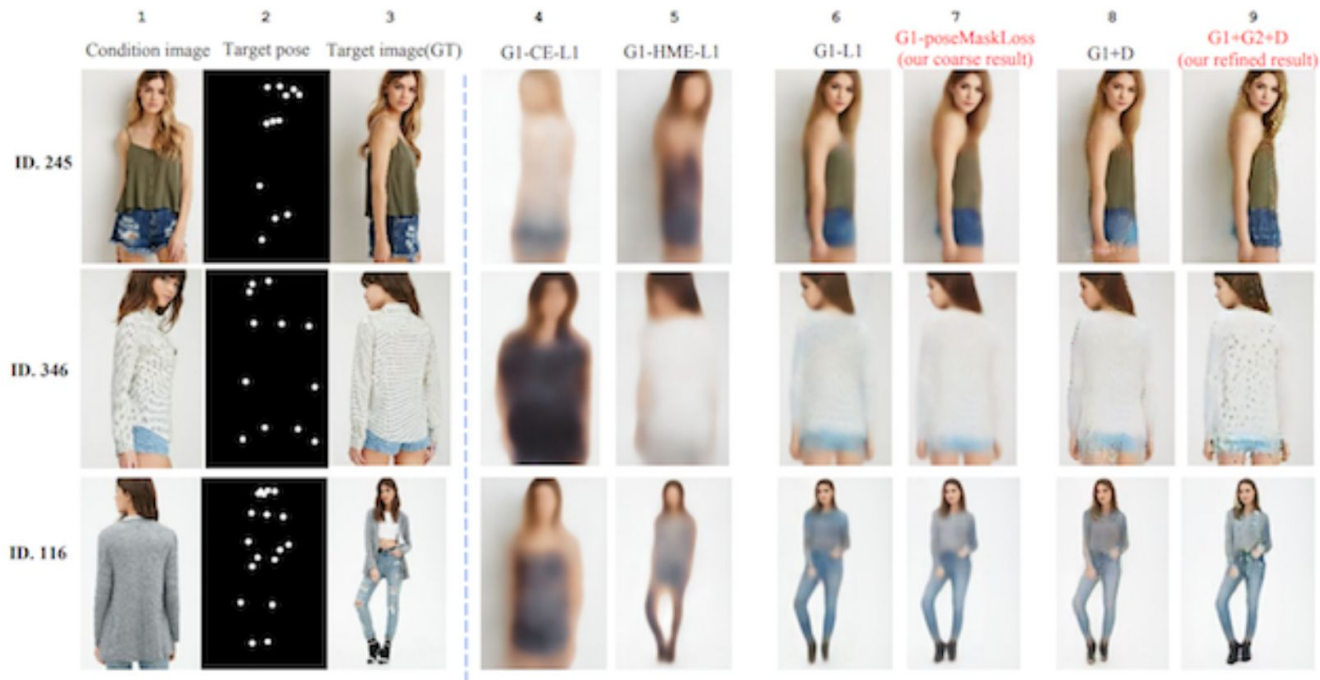 1 2 3 4 5 6 7 8 9
Condition image Target pose Target image(GT) G1-CE-L1 G1-HME-L1 G1-L1 G1-poseMaskLoss (our coarse result) G1+D G1+G2+D (our refined result)
ID. 245
ID. 346
ID. 116